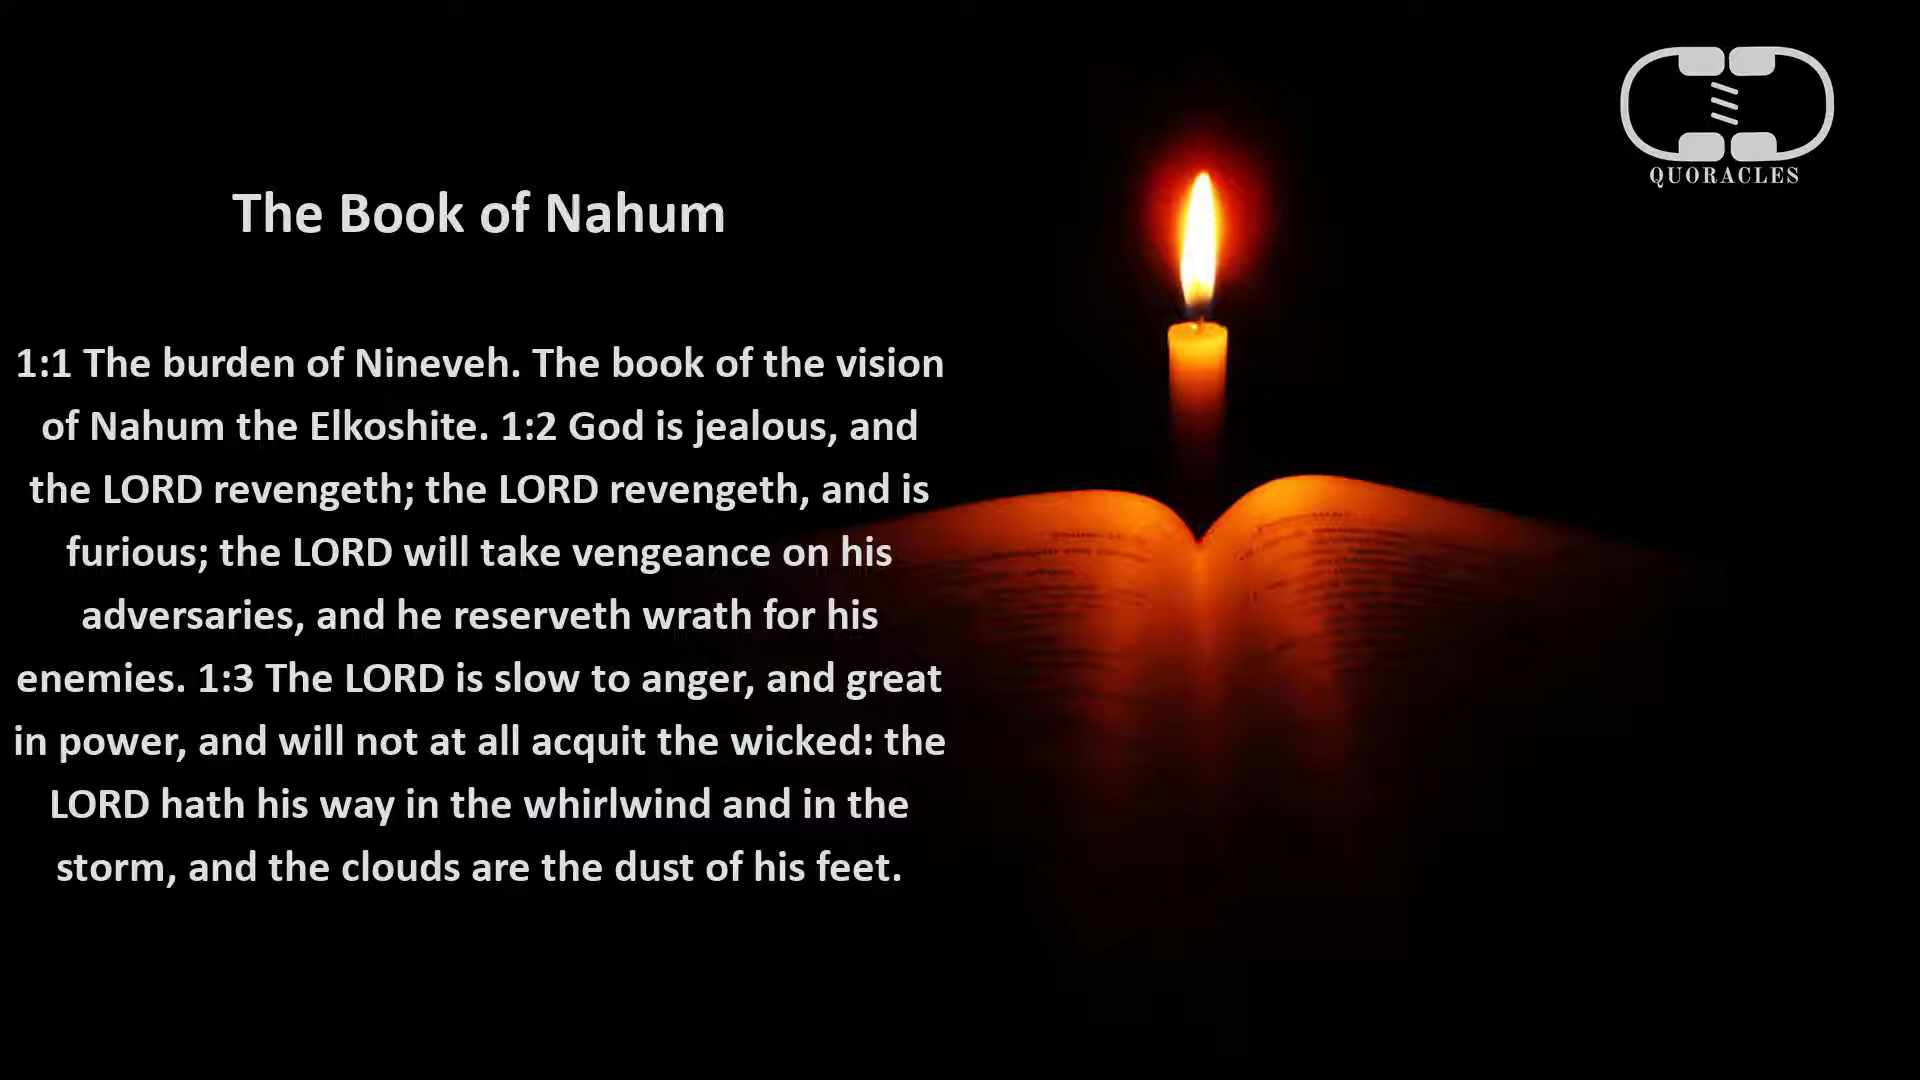 QUORACLES
The Book of Nahum
1:1 The burden of Nineveh. The book of the vision
of Nahum the Elkoshite. 1:2 God is jealous, and
the LORD revengeth; the LORD revengeth, and is
furious; the LORD will take vengeance on his
adversaries, and he reserveth wrath for his
enemies. 1:3 The LORD is slow to anger, and great
in power, and will not at all acquit the wicked: the
LORD hath his way in the whirlwind and in the
storm, and the clouds are the dust of his feet.